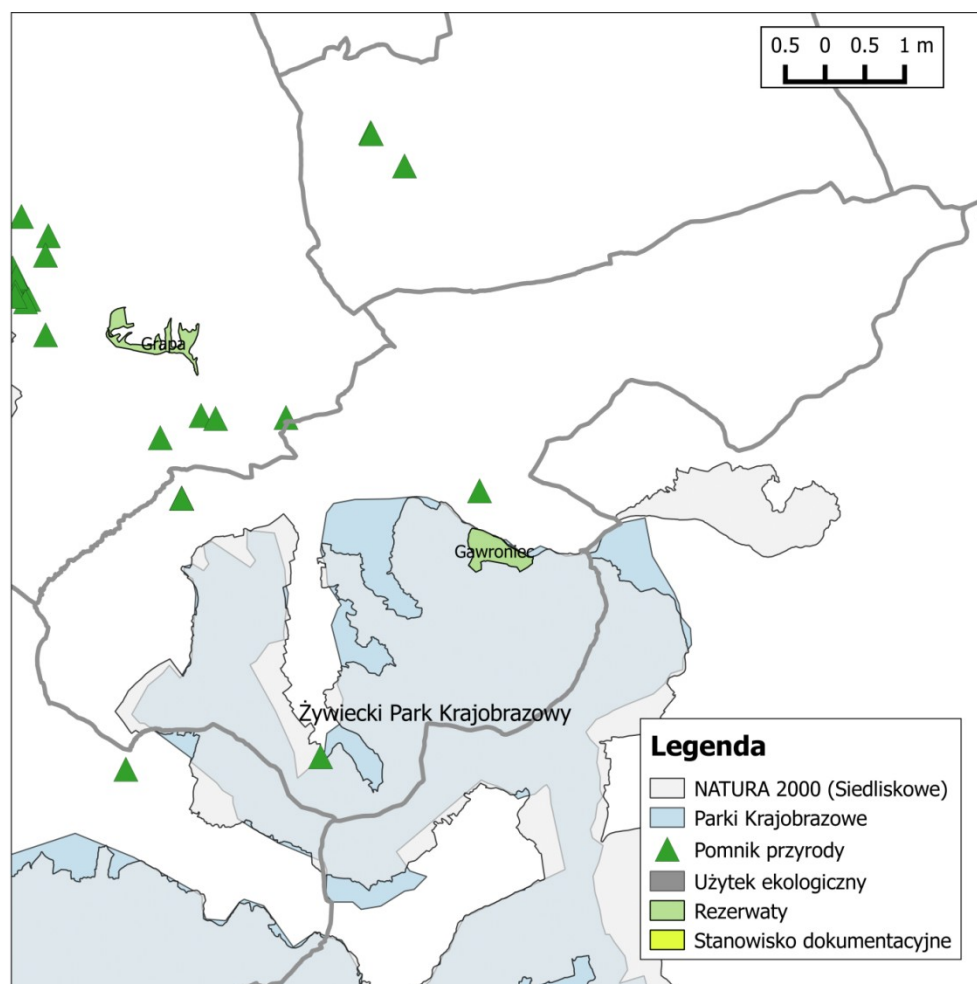 0.5 0 0.5 1 m
Grapa
Gawroniec
Żywiecki Park Krajobrazowy
Legenda
NATURA 2000 (Siedliskowe)
Parki Krajobrazowe
Pomnik przyrody
Użytek ekologiczny
Rezerwaty
Stanowisko dokumentacyjne